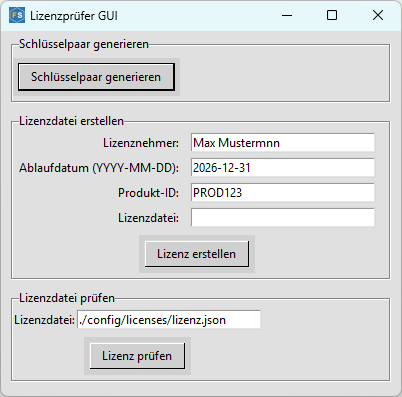 FS Lizenzprüfer GUI
Schlüsselpaar generieren
Schlüsselpaar generieren
Lizenzdatei erstellen
Lizenznehmer: Max Mustermnn
Ablaufdatum (YYYY-MM-DD): 2026-12-31
Produkt-ID: PROD123
Lizenzdatei:
Lizenz erstellen
Lizenzdatei prüfen
Lizenzdatei: ./config/licenses/lizenz.json
Lizenz prüfen